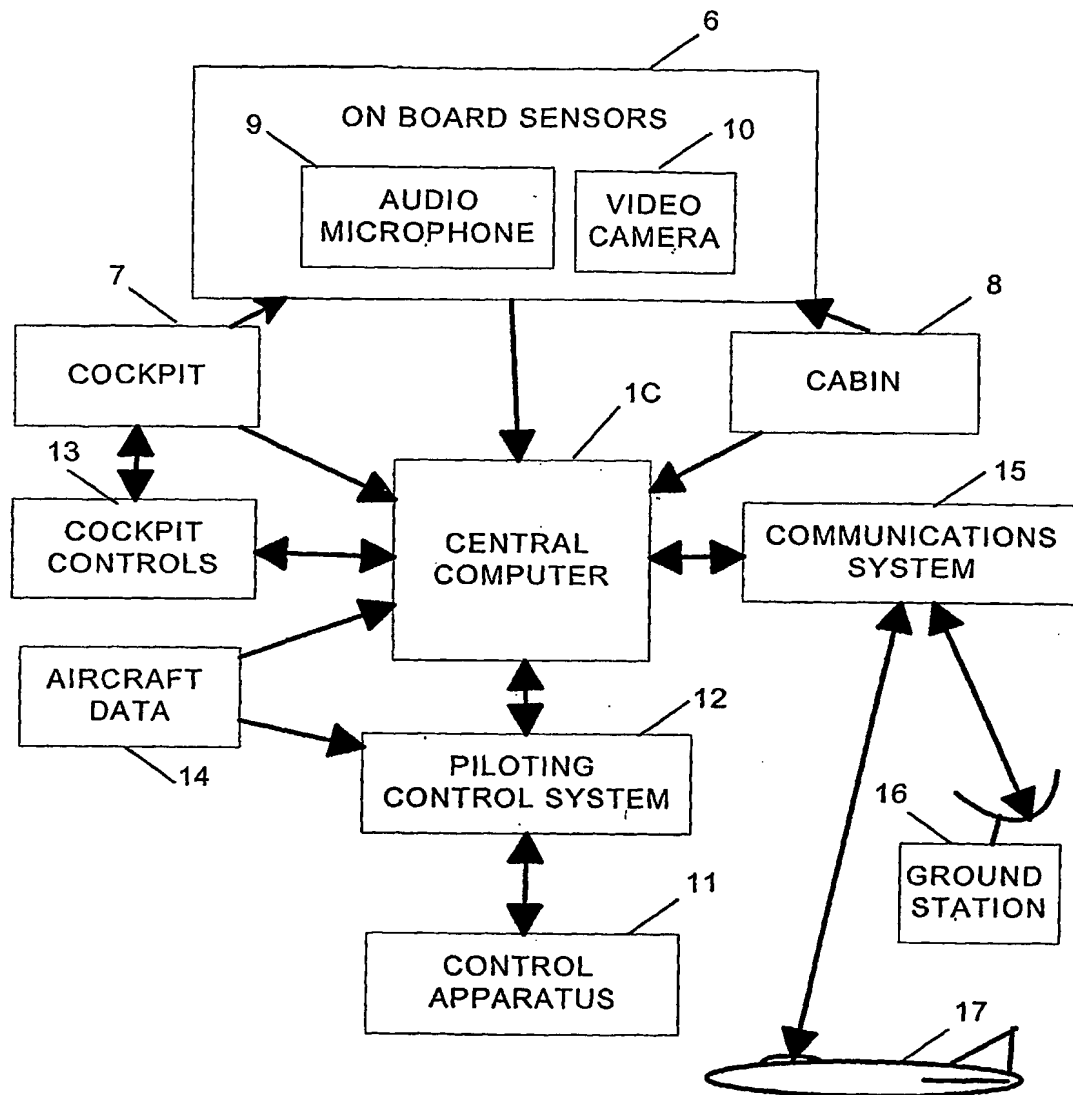 6
ON BOARD SENSORS
9
10
AUDIO
MICROPHONE
VIDEO
CAMERA
7
8
COCKPIT
CABIN
1C
13
15
COCKPIT
CONTROLS
CENTRAL
COMPUTER
COMMUNICATIONS
SYSTEM
AIRCRAFT
DATA
14
12
PILOTING
CONTROL SYSTEM
16
GROUND
STATION
11
CONTROL
APPARATUS
17